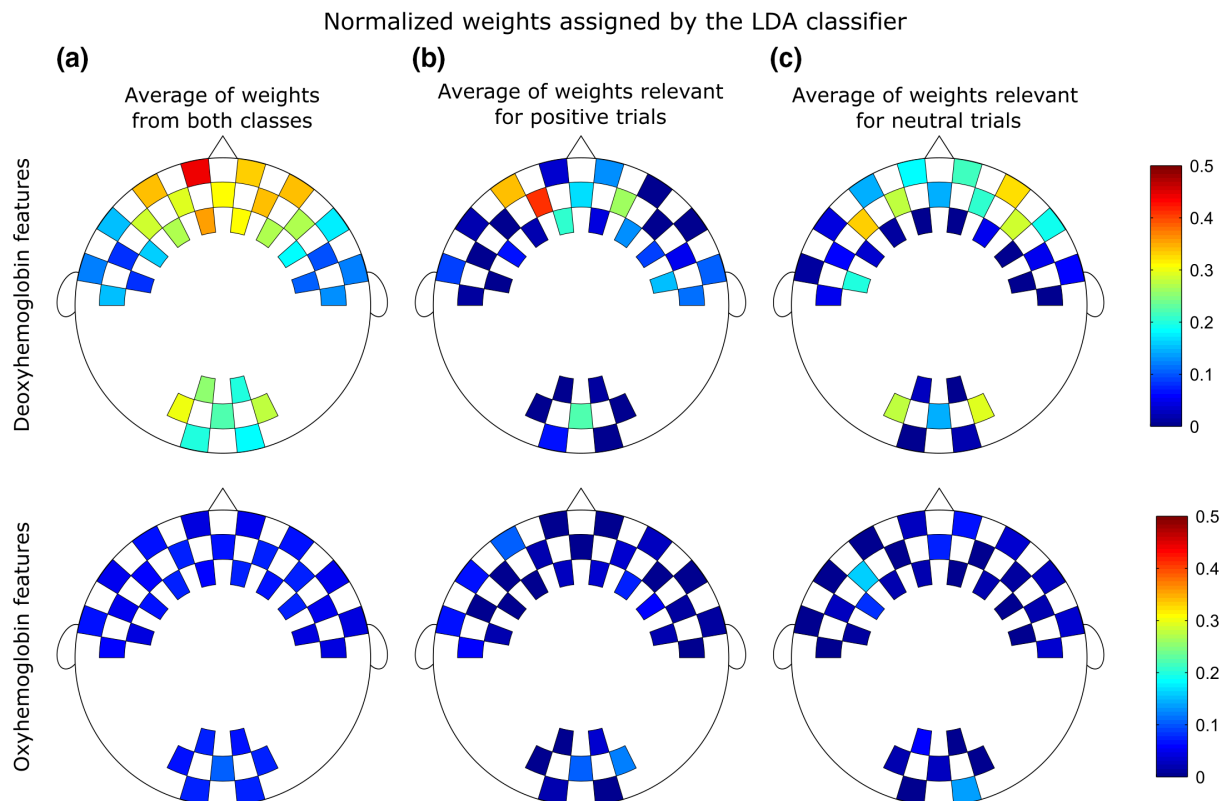 Normalized weights assigned by the LDA classifier
(a)
(b)
(c)
Average of weights
from both classes
Average of weights relevant
for positive trials
Average of weights relevant
for neutral trials
Deoxyhemoglobin features
0.5
0.4
0.3
0.2
0.1
0
Oxyhemoglobin features
0.5
0.4
0.3
0.2
0.1
0